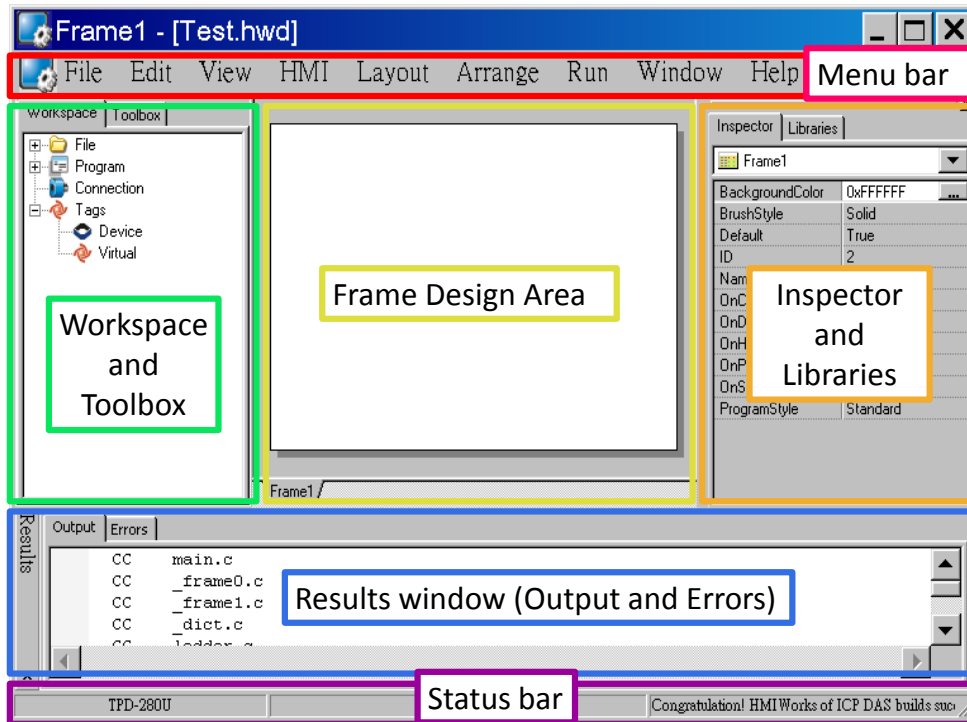 Frame1 - [Test.hwd]
File Edit View HMI Layout Arrange Run Window Help
Menu bar
Workspace Toolbox
File
Program
Connection
Tags
Device
Virtual
Workspace
and
Toolbox
Frame Design Area
Frame1
Inspector Libraries
Frame1
BackgroundColor 0xFFFFFF ...
BrushStyle Solid
Default True
ID 2
ProgramStyle Standard
Inspector
and
Libraries
Results
Output Errors
CC main.c
CC _frame0.c
CC _frame1.c
CC _dict.c
CC
Results window (Output and Errors)
TPD-280U
Status bar
Congratulation! HMIWorks of ICP DAS builds